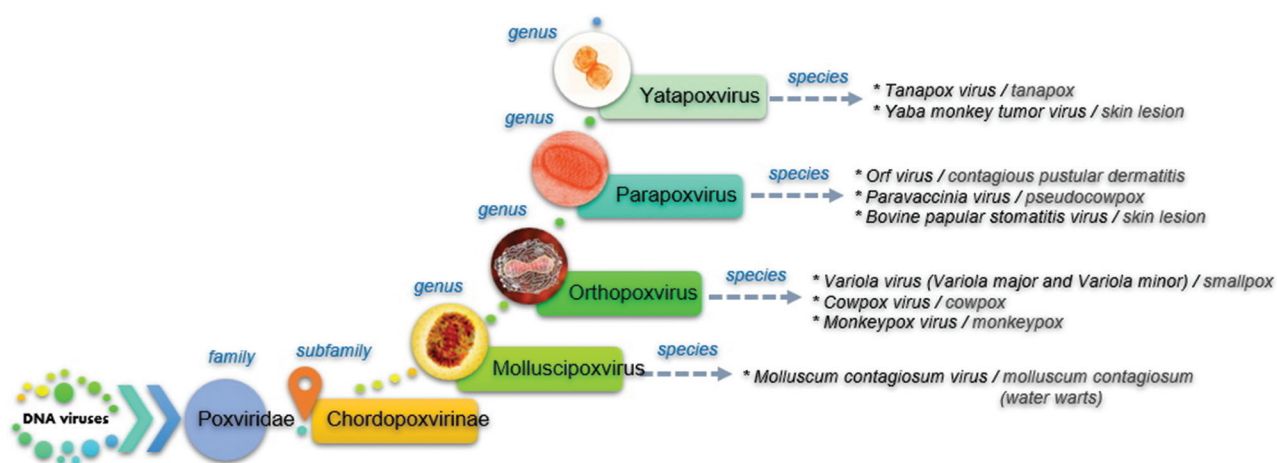 genus
Yatapoxvirus
species
* Tanapox virus / tanapox
* Yaba monkey tumor virus / skin lesion
genus
Parapoxvirus
species
* Orf virus / contagious pustular dermatitis
* Paravaccinia virus / pseudocowpox
* Bovine papular stomatitis virus / skin lesion
genus
Orthopoxvirus
species
* Variola virus (Variola major and Variola minor) / smallpox
* Cowpox virus / cowpox
* Monkeypox virus / monkeypox
genus
Molluscipoxvirus
species
* Molluscum contagiosum virus / molluscum contagiosum
(water warts)
family
subfamily
DNA viruses
Poxviridae
Chordopoxvirinae